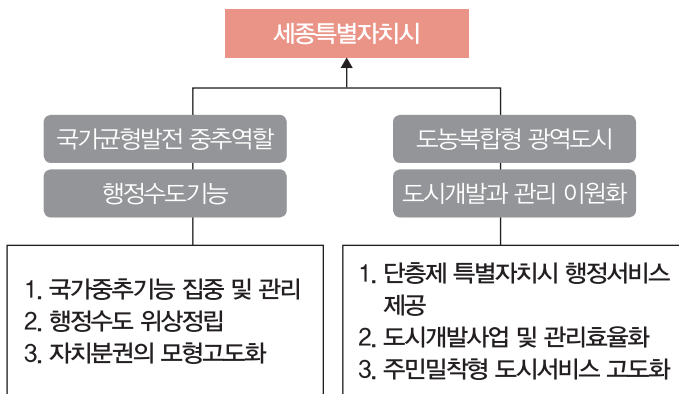 세종특별자치시
국가균형발전 중추역할
행정수도기능
도농복합형 광역도시
도시개발과 관리 이원화
1. 국가중추기능 집중 및 관리
2. 행정수도 위상정립
3. 자치분권의 모형고도화
1. 단층제 특별자치시 행정서비스
제공
2. 도시개발사업 및 관리효율화
3. 주민밀착형 도시서비스 고도화